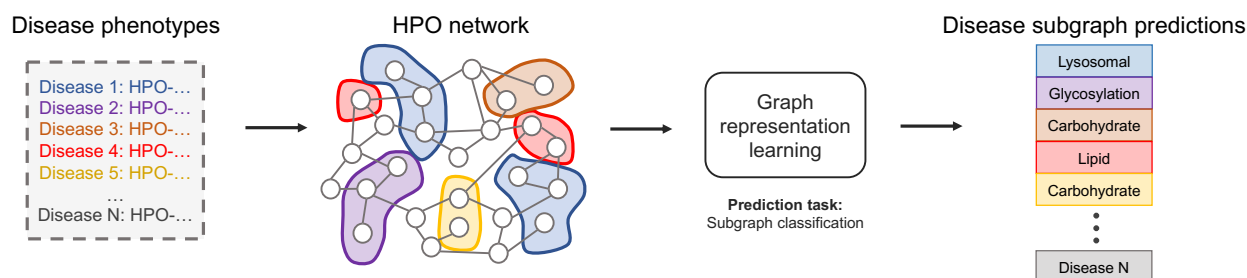 Disease phenotypes
HPO network
Disease subgraph predictions
Disease 1: HPO-…
Disease 2: HPO-…
Disease 3: HPO-…
Disease 4: HPO-…
Disease 5: HPO-…
…
Disease N: HPO-…
Graph
representation
learning
Prediction task:
Subgraph classification
Lysosomal
Glycosylation
Carbohydrate
Lipid
Carbohydrate
Disease N